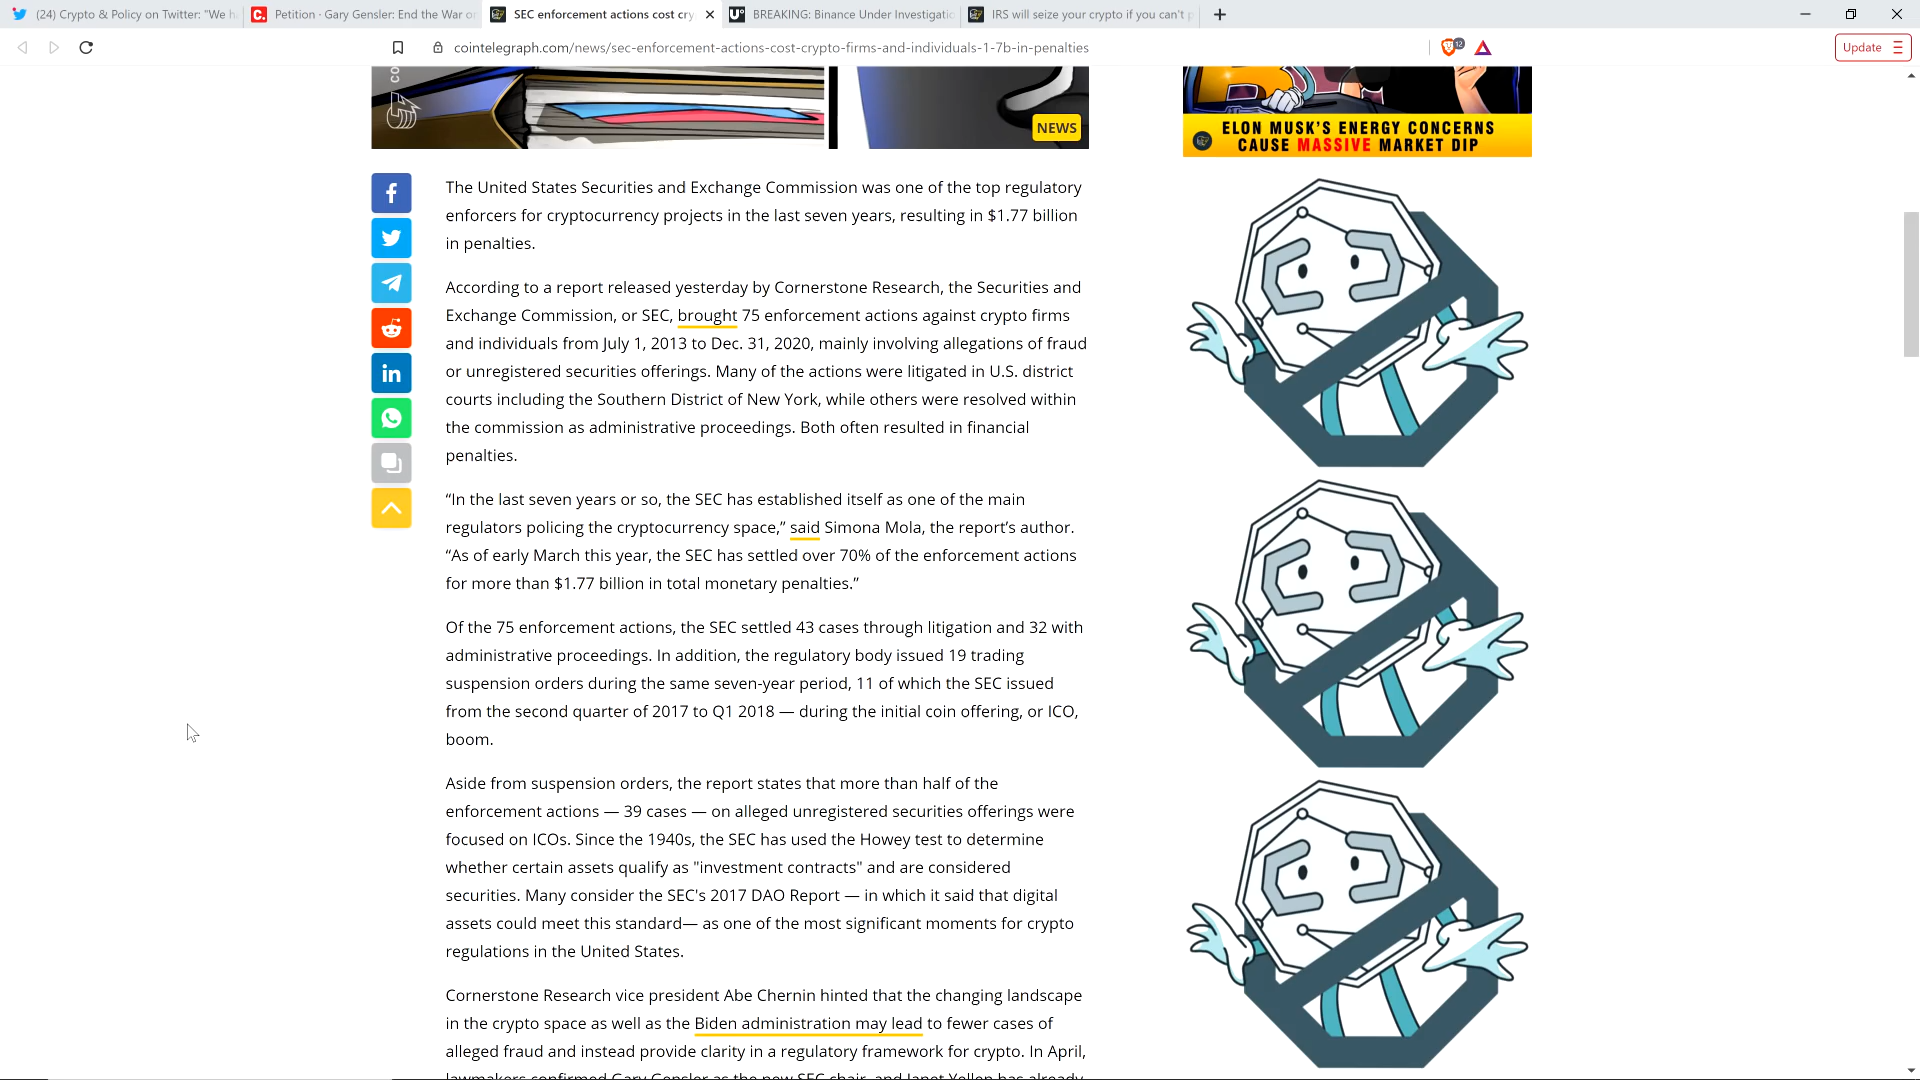 (24) Crypto & Policy on Twitter: "We h
Petition · Gary Gensler: End the War o
SEC enforcement actions cost cry
BREAKING: Binance Under Investigatio
IRS will seize your crypto if you can't p
cointelegraph.com/news/sec-enforcement-actions-cost-crypto-firms-and-individuals-1-7b-in-penalties
12
Update
CO
NEWS
ELON MUSK'S ENERGY CONCERNS
CAUSE MASSIVE MARKET DIP
The United States Securities and Exchange Commission was one of the top regulatory
enforcers for cryptocurrency projects in the last seven years, resulting in $1.77 billion
in penalties.
According to a report released yesterday by Cornerstone Research, the Securities and
Exchange Commission, or SEC, brought 75 enforcement actions against crypto firms
and individuals from July 1, 2013 to Dec. 31, 2020, mainly involving allegations of fraud
or unregistered securities offerings. Many of the actions were litigated in U.S. district
courts including the Southern District of New York, while others were resolved within
the commission as administrative proceedings. Both often resulted in financial
penalties.
“In the last seven years or so, the SEC has established itself as one of the main
regulators policing the cryptocurrency space,” said Simona Mola, the report’s author.
“As of early March this year, the SEC has settled over 70% of the enforcement actions
for more than $1.77 billion in total monetary penalties.”
Of the 75 enforcement actions, the SEC settled 43 cases through litigation and 32 with
administrative proceedings. In addition, the regulatory body issued 19 trading
suspension orders during the same seven-year period, 11 of which the SEC issued
from the second quarter of 2017 to Q1 2018 — during the initial coin offering, or ICO,
boom.
Aside from suspension orders, the report states that more than half of the
enforcement actions — 39 cases — on alleged unregistered securities offerings were
focused on ICOs. Since the 1940s, the SEC has used the Howey test to determine
whether certain assets qualify as "investment contracts" and are considered
securities. Many consider the SEC's 2017 DAO Report — in which it said that digital
assets could meet this standard— as one of the most significant moments for crypto
regulations in the United States.
Cornerstone Research vice president Abe Chernin hinted that the changing landscape
in the crypto space as well as the Biden administration may lead to fewer cases of
alleged fraud and instead provide clarity in a regulatory framework for crypto. In April,
lawmakers confirmed Gary Gensler as the new SEC chair, and Janet Yellen has already